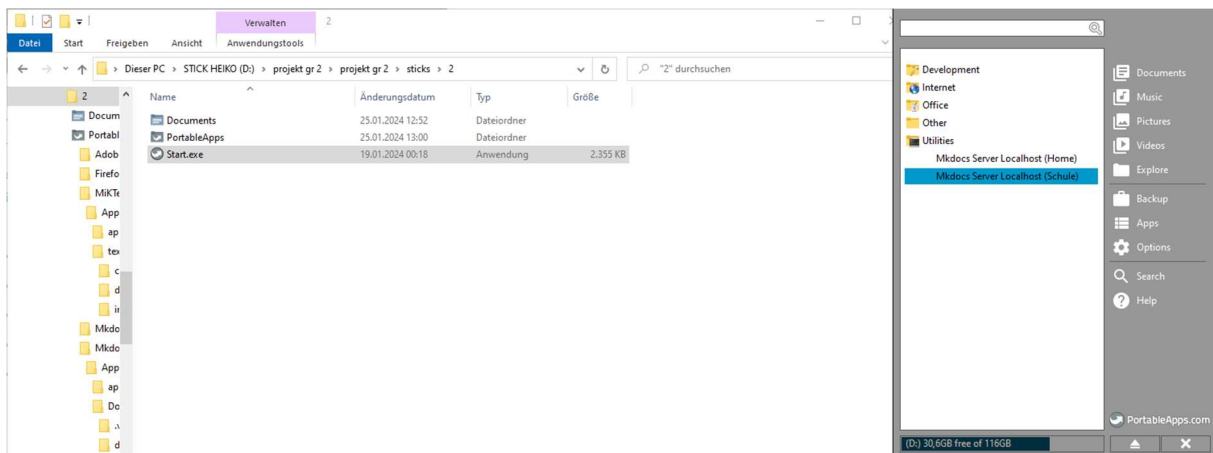 Verwalten
2
Datei Start Freigeben Ansicht Anwendungstools
Dieser PC › STICK HEIKO (D:) › projekt gr 2 › projekt gr 2 › sticks › 2
"2" durchsuchen
2
Docum
Portabl
Adob
Firefo
MiKTe
App
ap
tex
c
d
ir
Mkdo
Mkdo
App
ap
Do
.v
d
Name Änderungsdatum Typ Größe
Documents 25.01.2024 12:52 Dateiordner
PortableApps 25.01.2024 13:00 Dateiordner
Start.exe 19.01.2024 00:18 Anwendung 2.355 KB
Development
Internet
Office
Other
Utilities
Mkdocs Server Localhost (Home)
Mkdocs Server Localhost (Schule)
(D:) 30,6GB free of 116GB
Documents
Music
Pictures
Videos
Explore
Backup
Apps
Options
Search
Help
PortableApps.com